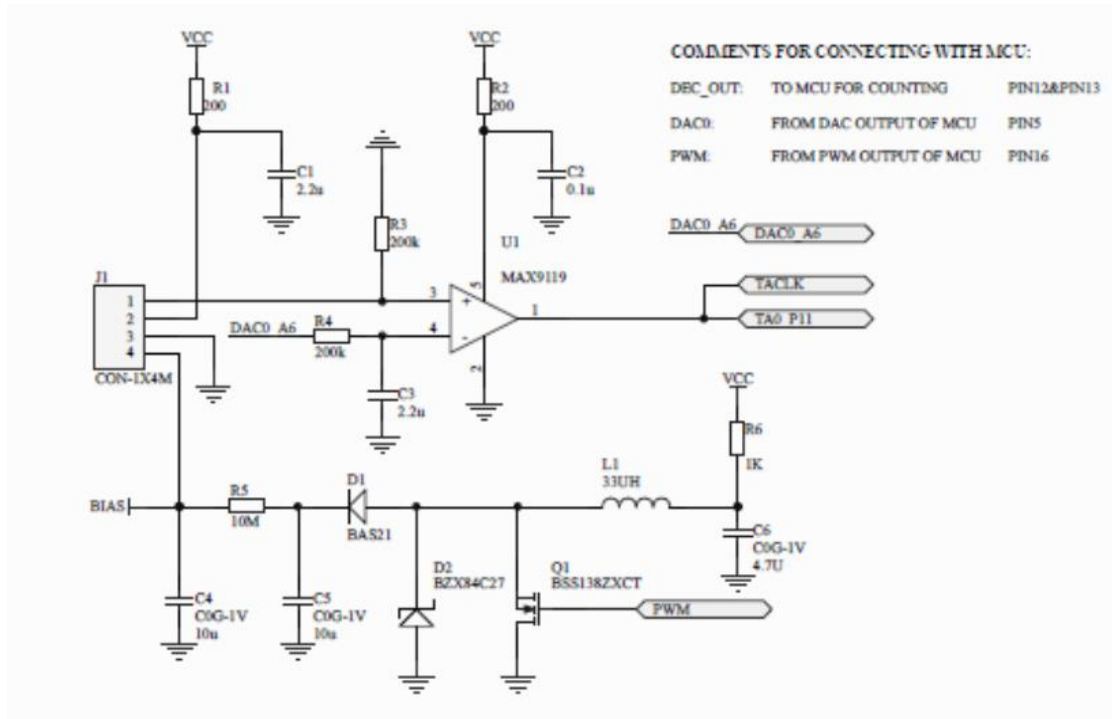 VCC
VCC
COMMENTS FOR CONNECTING WITH MCU:
R1
200
R2
200
DEC_OUT: TO MCU FOR COUNTING PIN12&PIN13
DAC0: FROM DAC OUTPUT OF MCU PIN5
PWM: FROM PWM OUTPUT OF MCU PIN16
C1
2.2u
C2
0.1u
R3
200k
U1
MAX9119
DAC0_A6
DAC0_A6
J1
1
2
3
4
CON-1X4M
3
4
5
1
2
+
-
TACLK
TA0_P11
DAC0_A6
R4
200k
C3
2.2u
VCC
R6
1K
L1
33UH
BIAS
R5
10M
D1
BAS21
C6
C0G-1V
4.7U
D2
BZX84C27
Q1
BSS138ZXCT
PWM
C4
C0G-1V
10u
C5
C0G-1V
10u